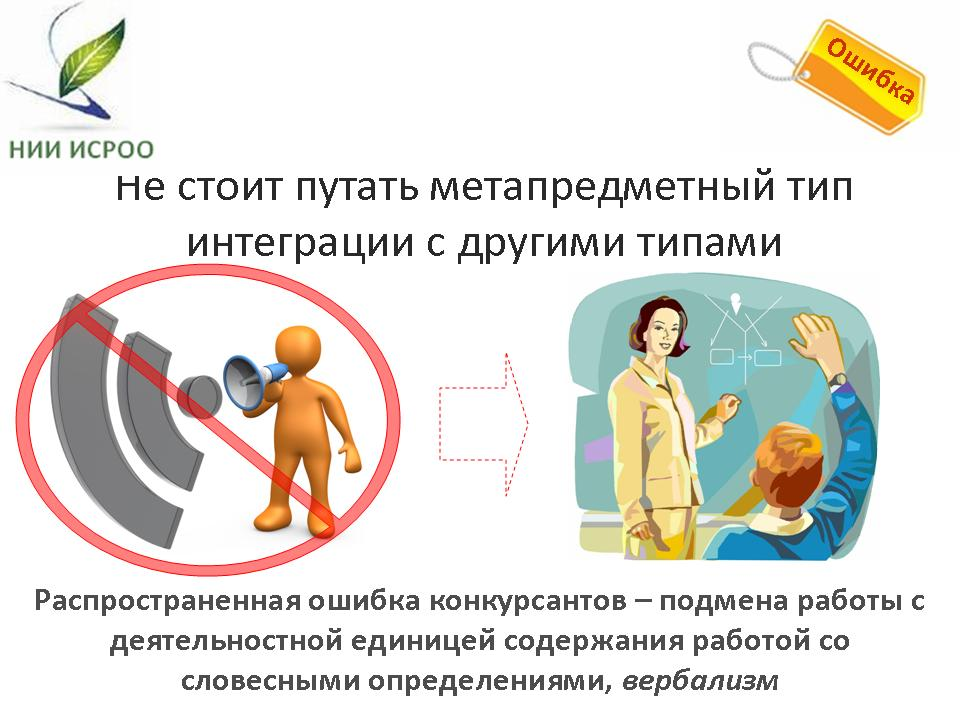 Ошибка
НИИ ИСРОО
Не стоит путать метапредметный тип
интеграции с другими типами
Распространенная ошибка конкурсантов – подмена работы с
деятельностной единицей содержания работой со
словесными определениями, вербализм